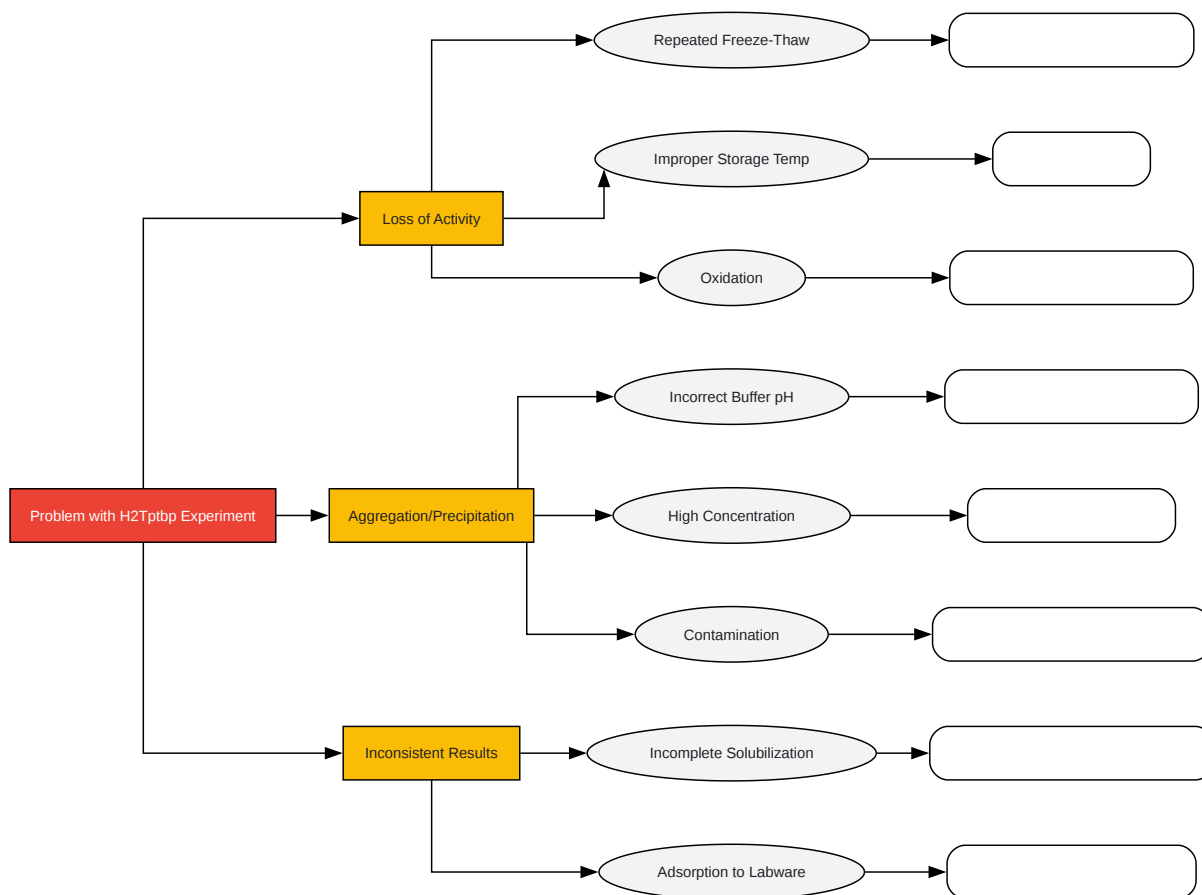 Repeated Freeze-Thaw
Improper Storage Temp
Loss of Activity
Oxidation
Incorrect Buffer pH
Problem with H2Tptbp Experiment
Aggregation/Precipitation
High Concentration
Contamination
Inconsistent Results
Incomplete Solubilization
Adsorption to Labware